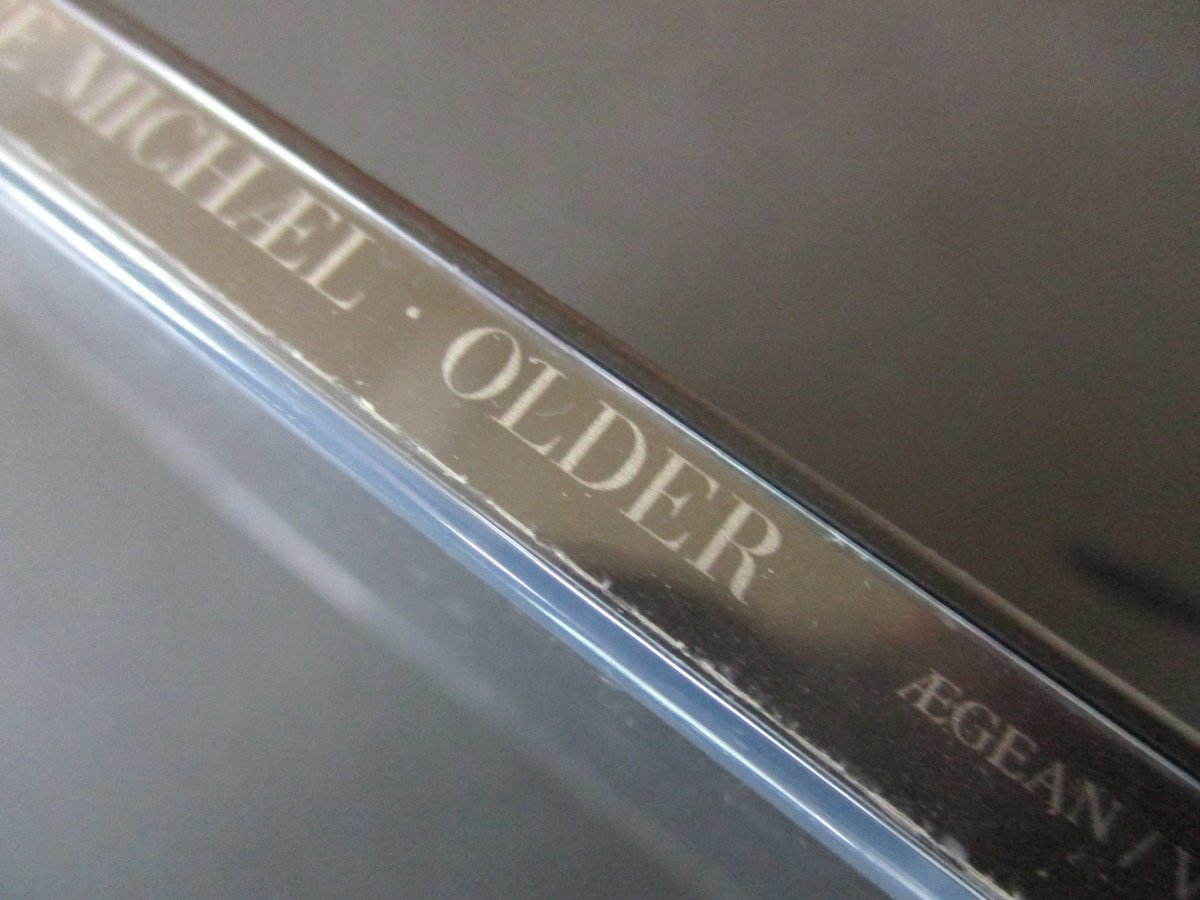 E MICHÆL · OLDER
ÆGEAN / V